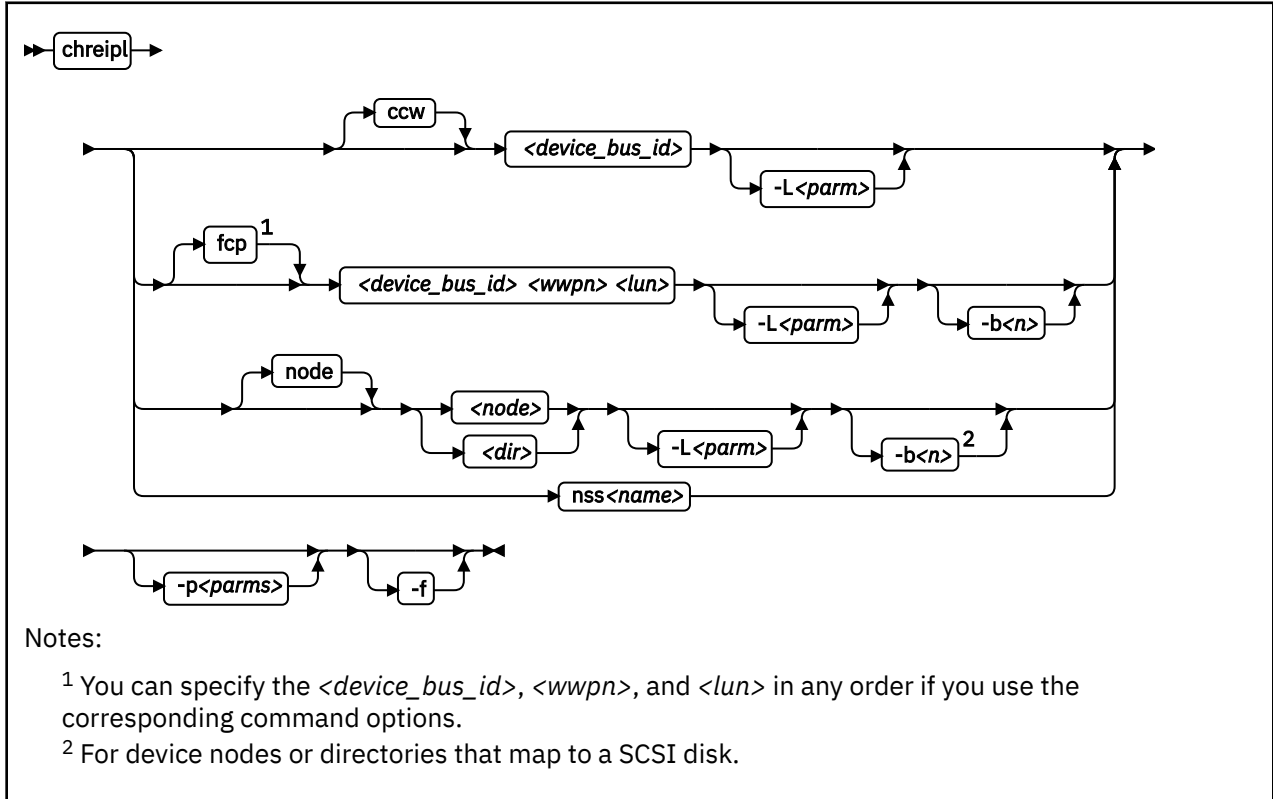 chreipl
ccw
<device_bus_id>
-L<parm>
fcp 1
<device_bus_id> <wwpn> <lun>
-L<parm>
-b<n>
node
<node>
<dir>
-L<parm>
-b<n> 2
nss<name>
-p<parms>
-f
Notes:
1 You can specify the <device_bus_id>, <wwpn>, and <lun> in any order if you use the
corresponding command options.
2 For device nodes or directories that map to a SCSI disk.